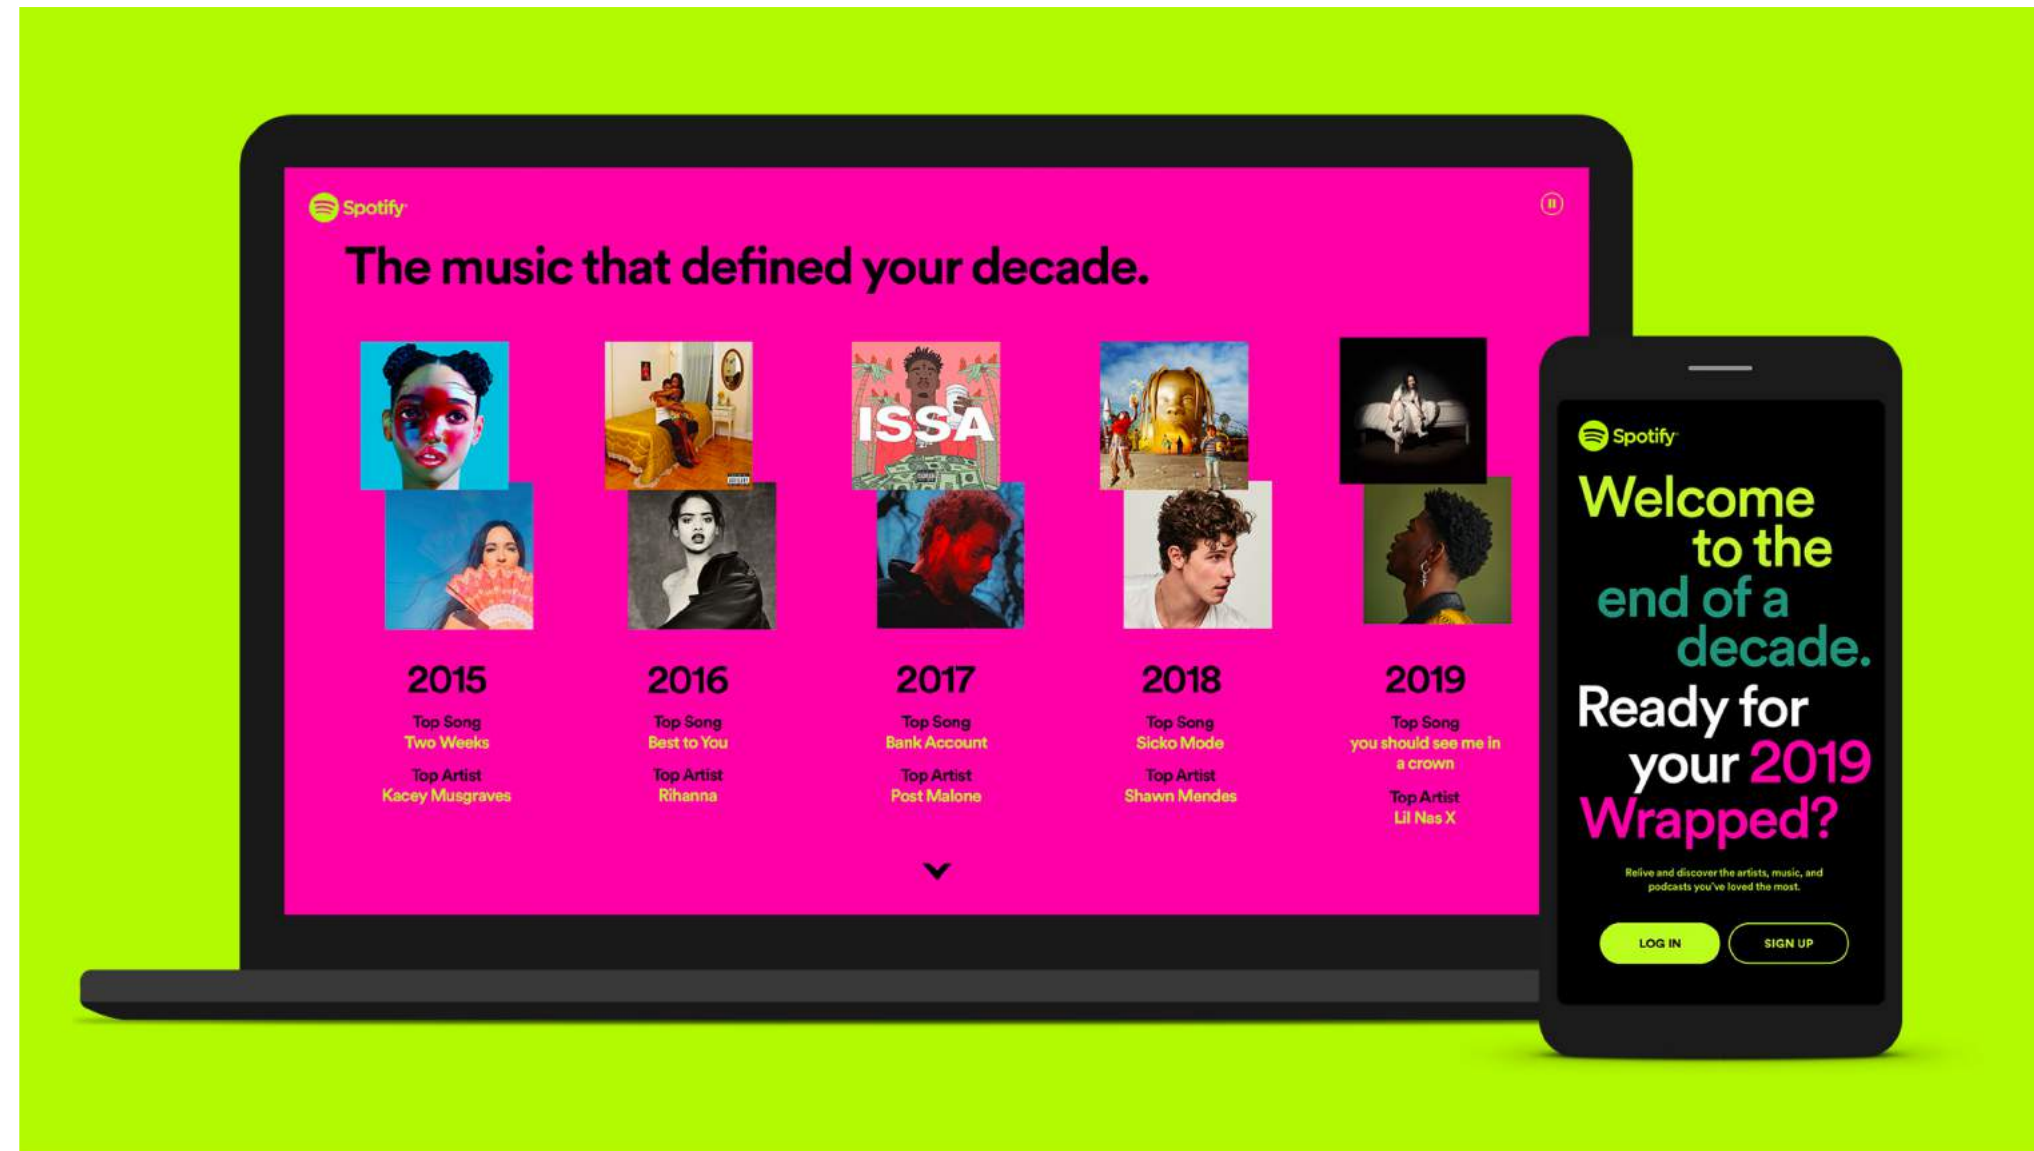 Spotify
The music that defined your decade.
ISSA
2015
Top Song
Two Weeks
Top Artist
Kacey Musgraves
2016
Top Song
Best to You
Top Artist
Rihanna
2017
Top Song
Bank Account
Top Artist
Post Malone
2018
Top Song
Sicko Mode
Top Artist
Shawn Mendes
2019
Top Song
you should see me in
a crown
Top Artist
Lil Nas X
Spotify
Welcome
to the
end of a
decade.
Ready for
your 2019
Wrapped?
Relive and discover the artists, music, and
podcasts you've loved the most.
LOG IN
SIGN UP